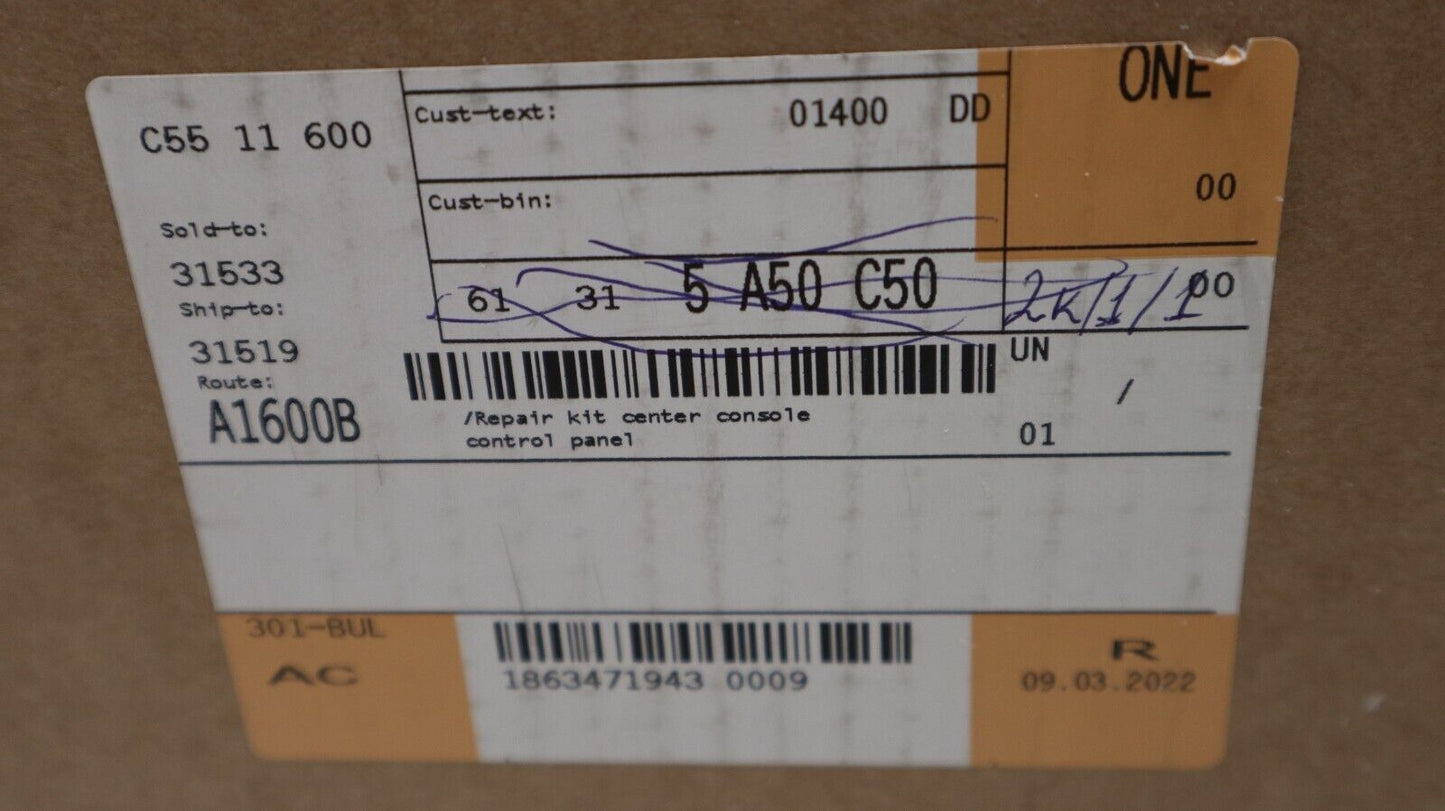 C55 11 600
Cust-text: 01400 DD
ONE
Cust-bin:
00
Sold-to:
31533
61 31 5 A50 C50
2K/1/1
00
Ship-to:
31519
UN
/
Route:
A1600B
/Repair kit center console
control panel
01
301-BUL
AC
1863471943 0009
R
09.03.2022